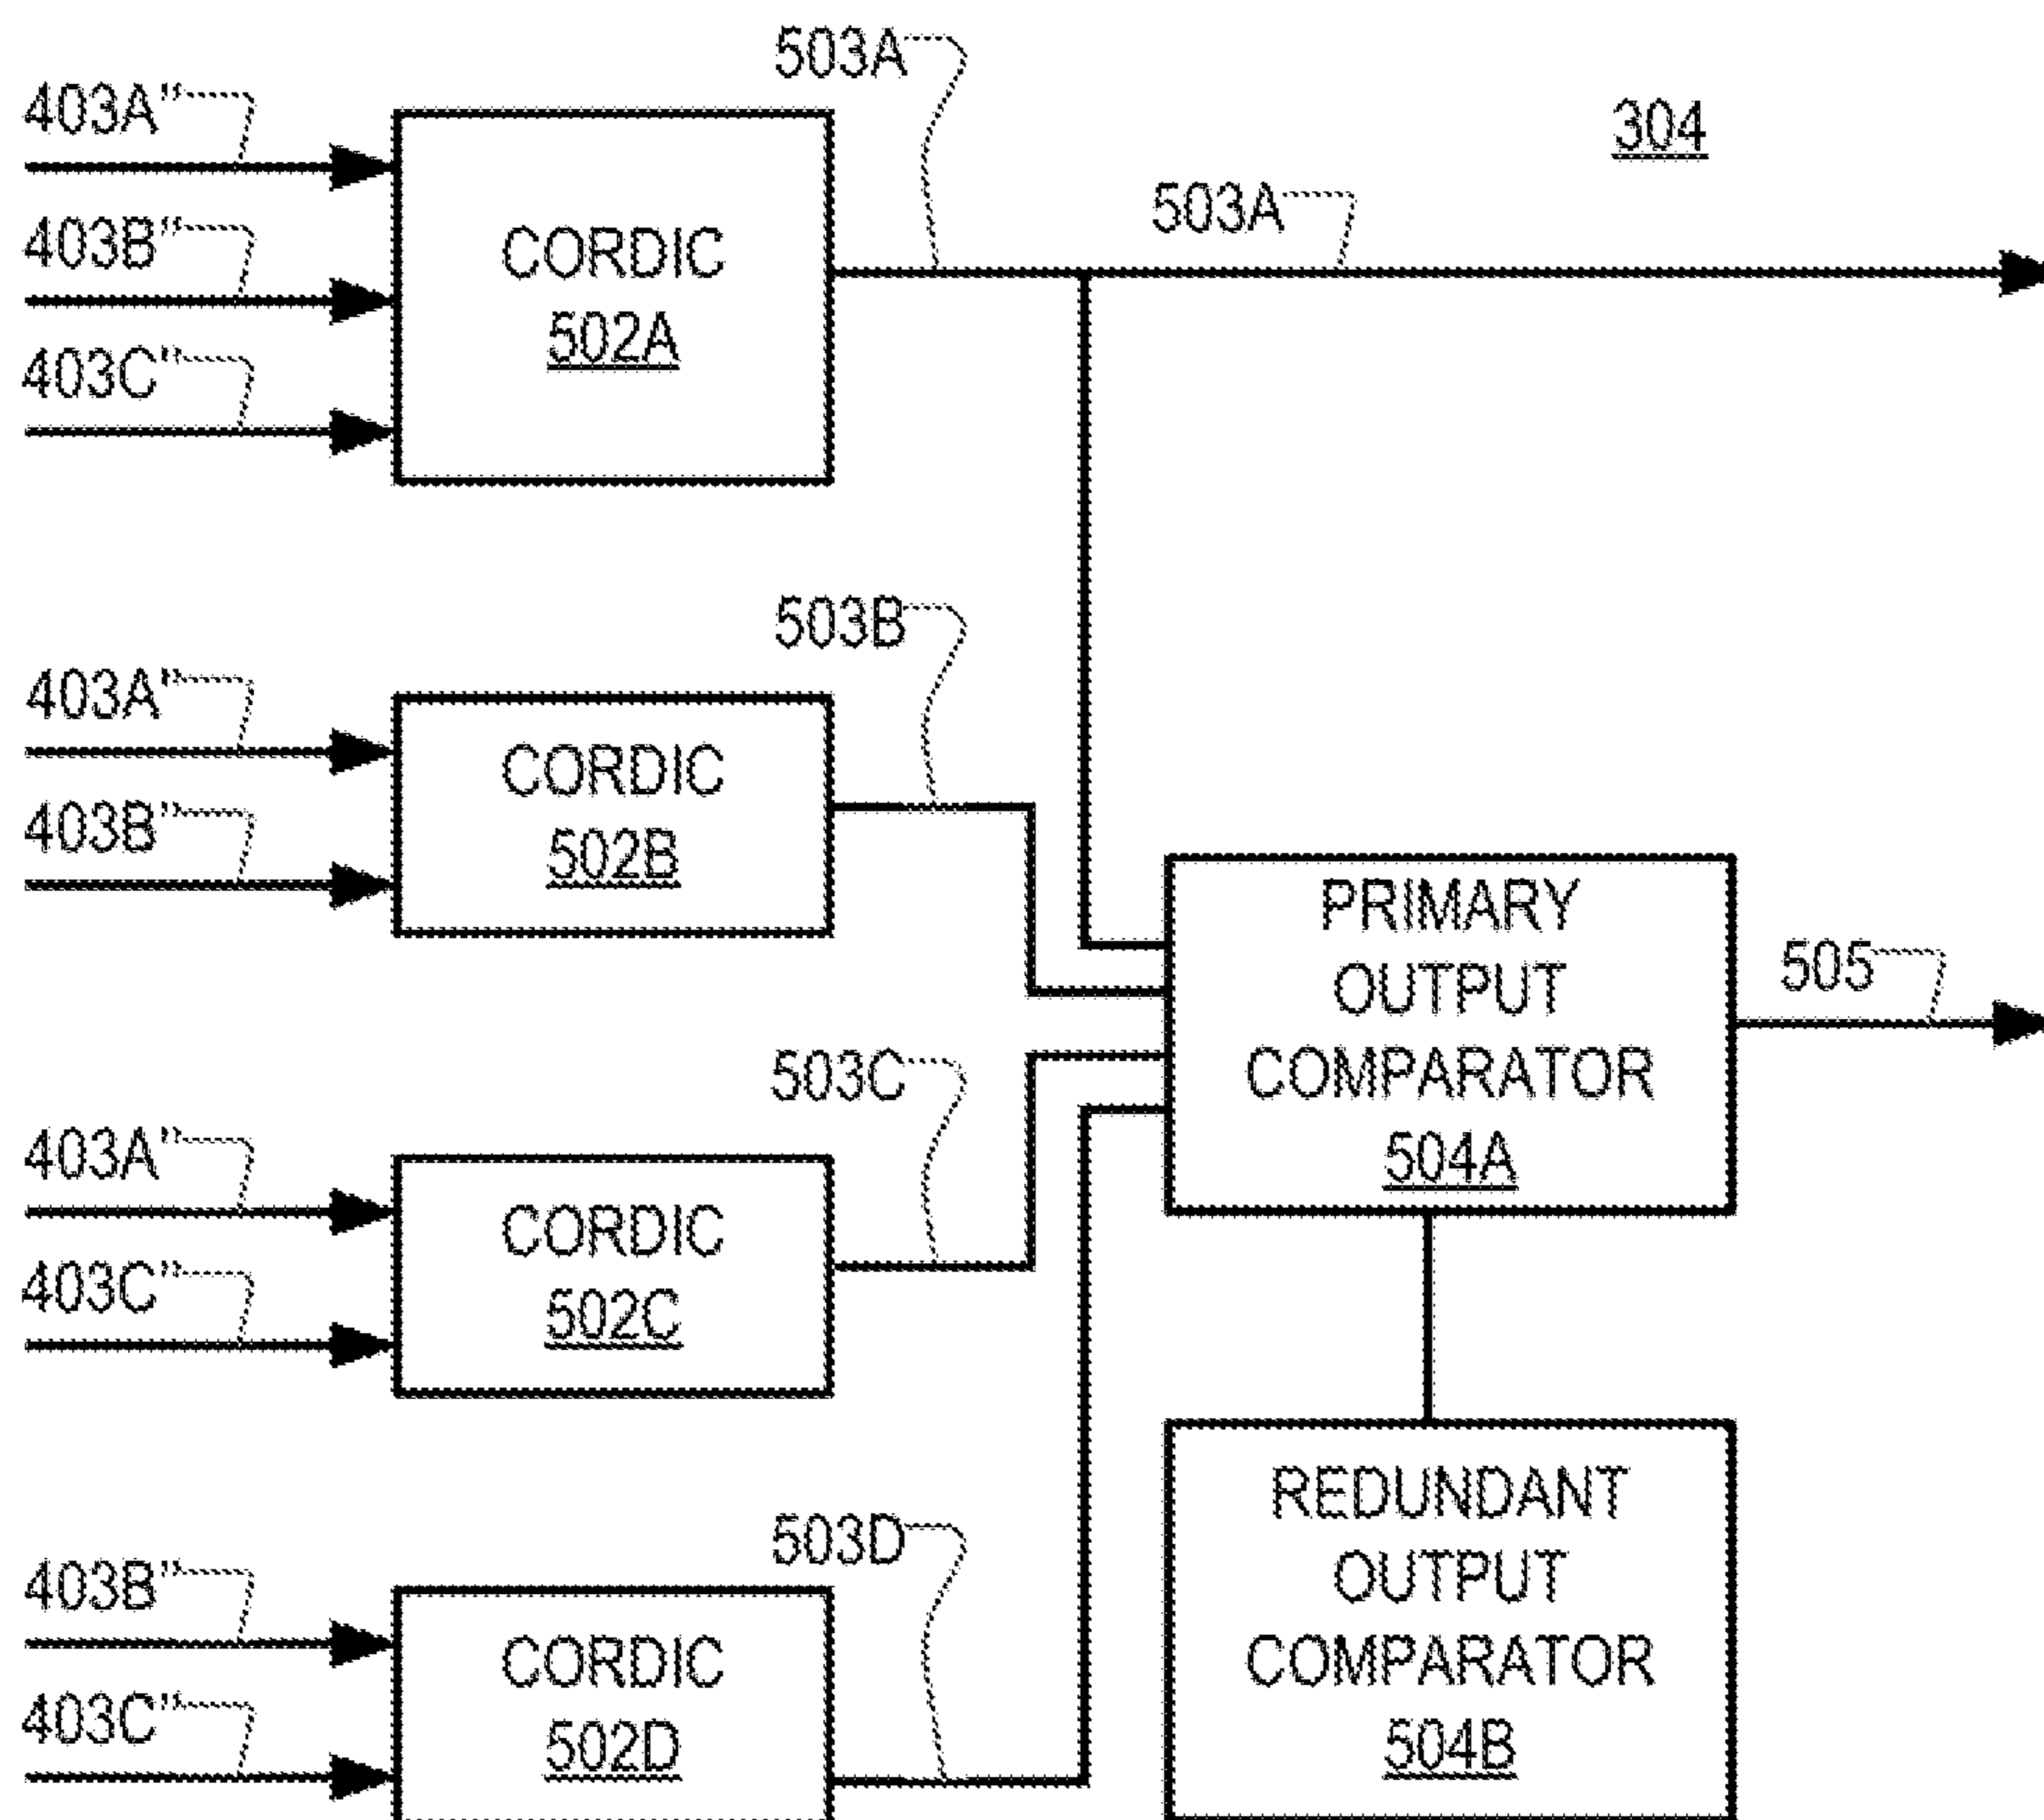 503A
304
403A"
503A
403B"
CORDIC
502A
403C"
503B
403A"
CORDIC
502B
403B"
PRIMARY
OUTPUT
COMPARATOR
504A
505
503C
403A"
CORDIC
502C
403C"
503D
REDUNDANT
OUTPUT
COMPARATOR
504B
403B"
CORDIC
502D
403C"